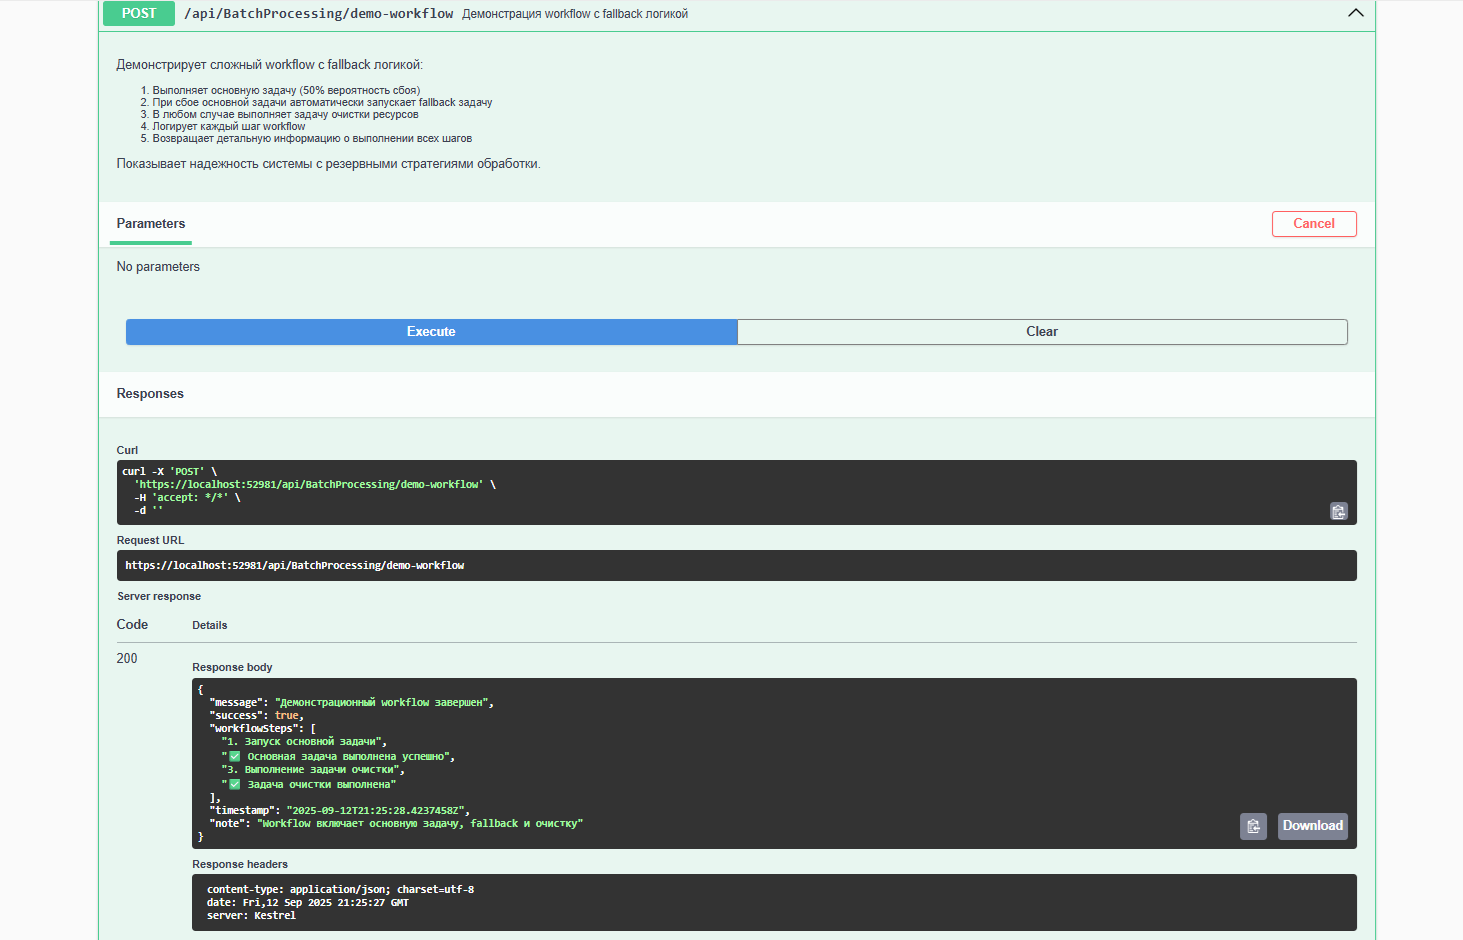 POST /api/BatchProcessing/demo-workflow Демонстрация workflow с fallback логикой
Демонстрирует сложный workflow с fallback логикой:
1. Выполняет основную задачу (50% вероятность сбоя)
2. При сбое основной задачи автоматически запускает fallback задачу
3. В любом случае выполняет задачу очистки ресурсов
4. Логирует каждый шаг workflow
5. Возвращает детальную информацию о выполнении всех шагов
Показывает надежность системы с резервными стратегиями обработки.
Parameters Cancel
No parameters
Execute Clear
Responses
Curl
curl -X 'POST' \
'https://localhost:52981/api/BatchProcessing/demo-workflow' \
-H 'accept: */*' \
-d ''
Request URL
https://localhost:52981/api/BatchProcessing/demo-workflow
Server response
Code Details
200
Response body
{
"message": "Демонстрационный workflow завершен",
"success": true,
"workflowSteps": [
"1. Запуск основной задачи",
"✅ Основная задача выполнена успешно",
"3. Выполнение задачи очистки",
"✅ Задача очистки выполнена"
],
"timestamp": "2025-09-12T21:25:28.4237458Z",
"note": "Workflow включает основную задачу, fallback и очистку"
}
Download
Response headers
content-type: application/json; charset=utf-8
date: Fri,12 Sep 2025 21:25:27 GMT
server: Kestrel